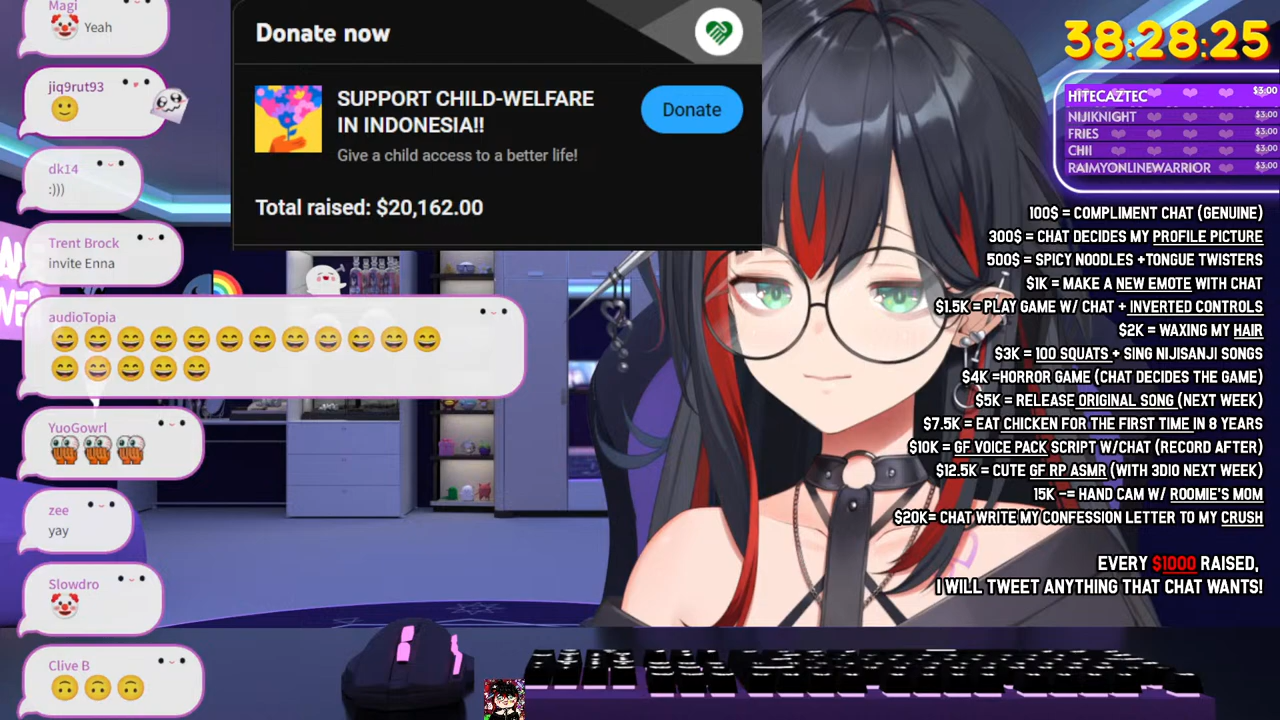 Magi
Yeah
jiq9rut93
dk14
:)))
Trent Brock
invite Enna
audioTopia
YuoGowrl
zee
yay
Slowdro
Clive B
Donate now
SUPPORT CHILD-WELFARE
IN INDONESIA!!
Give a child access to a better life!
Donate
Total raised: $20,162.00
38:28:25
HITECAZTEC $3.00
NIJIKNIGHT $3.00
FRIES $3.00
CHII $3.00
RAIMYONLINEWARRIOR $3.00
100$ = COMPLIMENT CHAT (GENUINE)
300$ = CHAT DECIDES MY PROFILE PICTURE
500$ = SPICY NOODLES +TONGUE TWISTERS
$1K = MAKE A NEW EMOTE WITH CHAT
$1.5K = PLAY GAME W/ CHAT + INVERTED CONTROLS
$2K = WAXING MY HAIR
$3K = 100 SQUATS + SING NIJISANJI SONGS
$4K =HORROR GAME (CHAT DECIDES THE GAME)
$5K = RELEASE ORIGINAL SONG (NEXT WEEK)
$7.5K = EAT CHICKEN FOR THE FIRST TIME IN 8 YEARS
$10K = GF VOICE PACK SCRIPT W/CHAT (RECORD AFTER)
$12.5K = CUTE GF RP ASMR (WITH 3DIO NEXT WEEK)
15K -= HAND CAM W/ ROOMIE'S MOM
$20K= CHAT WRITE MY CONFESSION LETTER TO MY CRUSH
EVERY $1000 RAISED,
I WILL TWEET ANYTHING THAT CHAT WANTS!